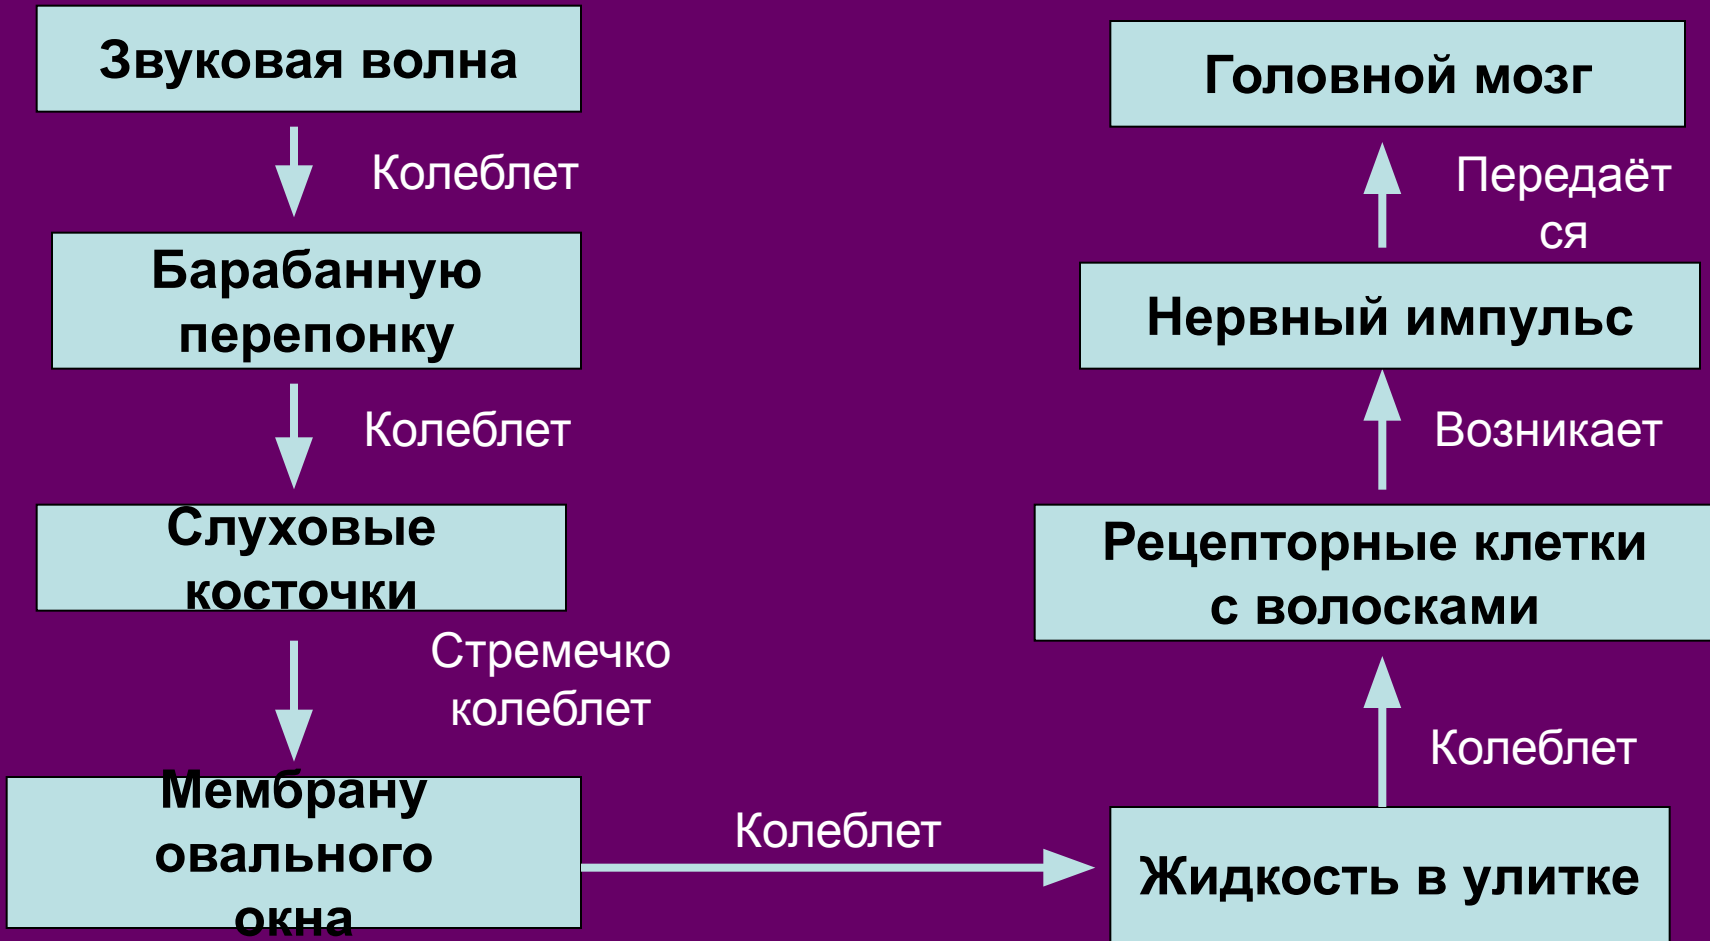 Звуковая волна
Колеблет
Барабанную
перепонку
Колеблет
Слуховые
косточки
Стремечко
колеблет
Мембрану
овального
окна
Колеблет
Жидкость в улитке
Колеблет
Рецепторные клетки
с волосками
Возникает
Нервный импульс
Передаёт
ся
Головной мозг